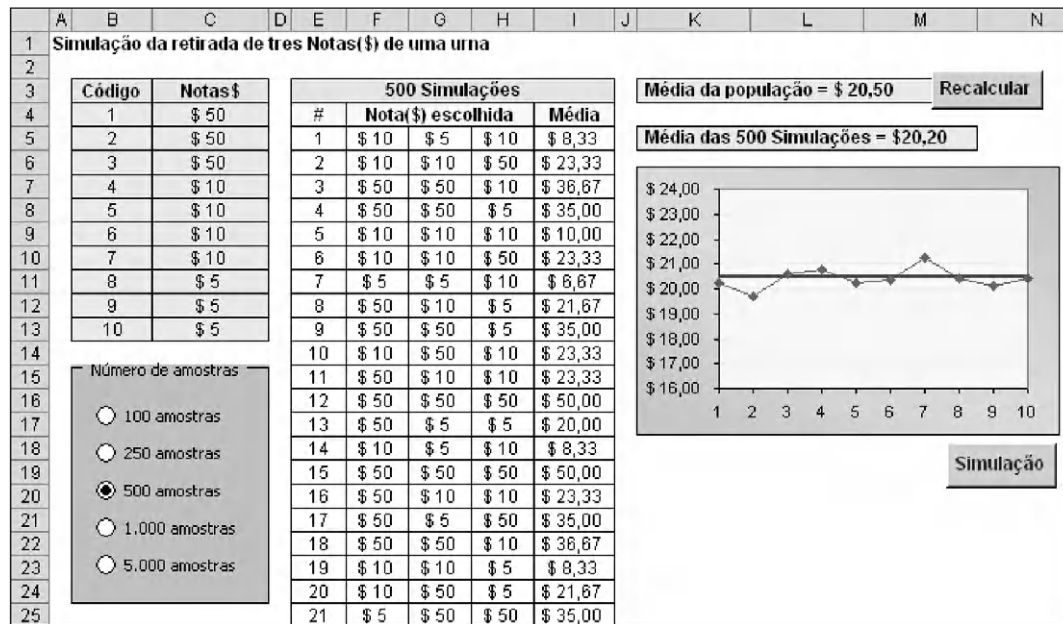 A B C D E F G H I J K L M N
1 Simulação da retirada de tres Notas($) de uma urna
2
3 Código Notas$ 500 Simulações Média da população = $ 20,50 Recalcular
4 1 $ 50 # Nota($) escolhida Média
5 2 $ 50 1 $ 10 $ 5 $ 10 $ 8,33 Média das 500 Simulações = $20,20
6 3 $ 50 2 $ 10 $ 10 $ 50 $ 23,33
7 4 $ 10 3 $ 50 $ 50 $ 10 $ 36,67
8 5 $ 10 4 $ 50 $ 50 $ 5 $ 35,00
9 6 $ 10 5 $ 10 $ 10 $ 10 $ 10,00
10 7 $ 10 6 $ 10 $ 10 $ 50 $ 23,33
11 8 $ 5 7 $ 5 $ 5 $ 10 $ 6,67
12 9 $ 5 8 $ 50 $ 10 $ 5 $ 21,67
13 10 $ 5 9 $ 50 $ 50 $ 5 $ 35,00
14 10 $ 10 $ 50 $ 10 $ 23,33
15 Número de amostras 11 $ 50 $ 10 $ 10 $ 23,33
16 12 $ 50 $ 50 $ 50 $ 50,00
17 100 amostras 13 $ 50 $ 5 $ 5 $ 20,00
18 250 amostras 14 $ 10 $ 5 $ 10 $ 8,33
19 15 $ 50 $ 50 $ 50 $ 50,00
20 500 amostras 16 $ 50 $ 10 $ 10 $ 23,33
21 17 $ 50 $ 5 $ 50 $ 35,00
22 1.000 amostras 18 $ 50 $ 50 $ 10 $ 36,67
23 5.000 amostras 19 $ 10 $ 10 $ 5 $ 8,33
24 20 $ 10 $ 50 $ 5 $ 21,67
25 21 $ 5 $ 50 $ 50 $ 35,00
$ 24,00
$ 23,00
$ 22,00
$ 21,00
$ 20,00
$ 19,00
$ 18,00
$ 17,00
$ 16,00
1 2 3 4 5 6 7 8 9 10
Simulação